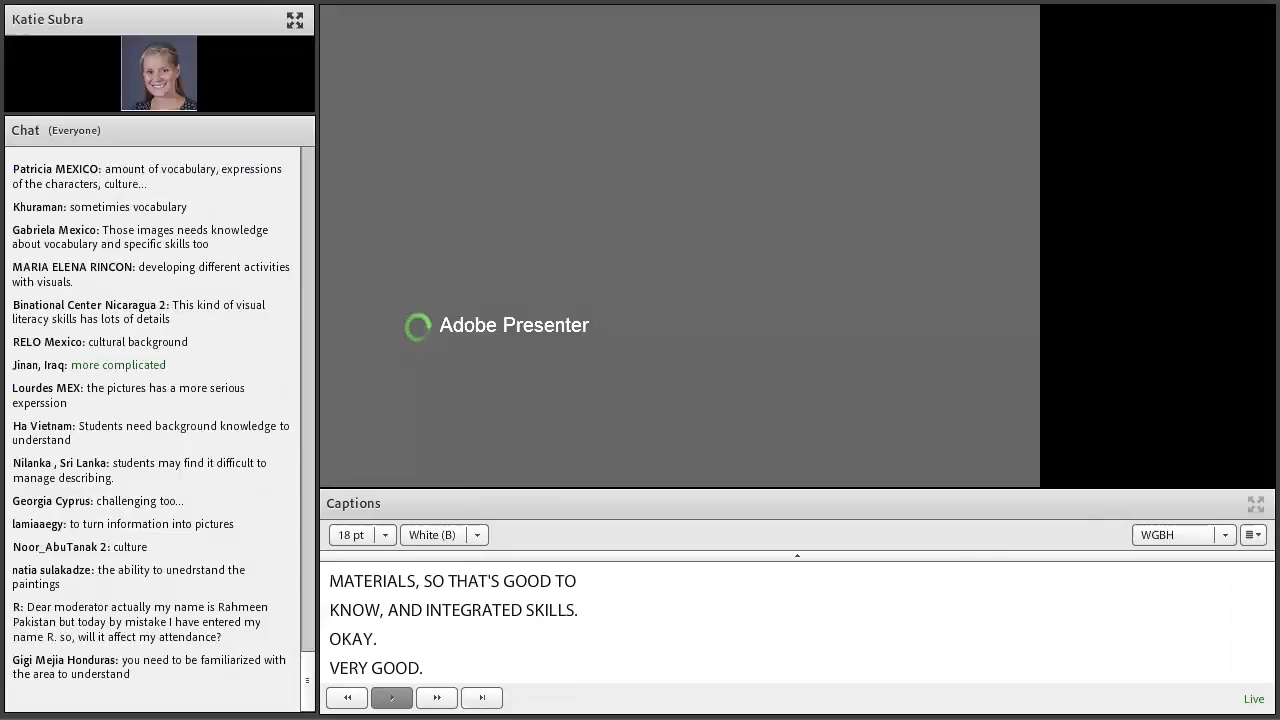 Katie Subra
Chat (Everyone)
Patricia MEXICO: amount of vocabulary, expressions
of the characters, culture...
Khuraman: sometimies vocabulary
Gabriela Mexico: Those images needs knowledge
about vocabulary and specific skills too
MARIA ELENA RINCON: developing different activities
with visuals.
Binational Center Nicaragua 2: This kind of visual
literacy skills has lots of details
RELO Mexico: cultural background
Jinan, Iraq: more complicated
Lourdes MEX: the pictures has a more serious
experssion
Ha Vietnam: Students need background knowledge to
understand
Nilanka , Sri Lanka: students may find it difficult to
manage describing.
Georgia Cyprus: challenging too...
lamiaaegy: to turn information into pictures
Noor_AbuTanak 2: culture
natia sulakadze: the ability to unedrstand the
paintings
R: Dear moderator actually my name is Rahmeen
Pakistan but today by mistake I have entered my
name R. so, will it affect my attendance?
Gigi Mejia Honduras: you need to be familiarized with
the area to understand
Adobe Presenter
Captions
18 pt
White (B)
WGBH
MATERIALS, SO THAT'S GOOD TO
KNOW, AND INTEGRATED SKILLS.
OKAY.
VERY GOOD.
Live